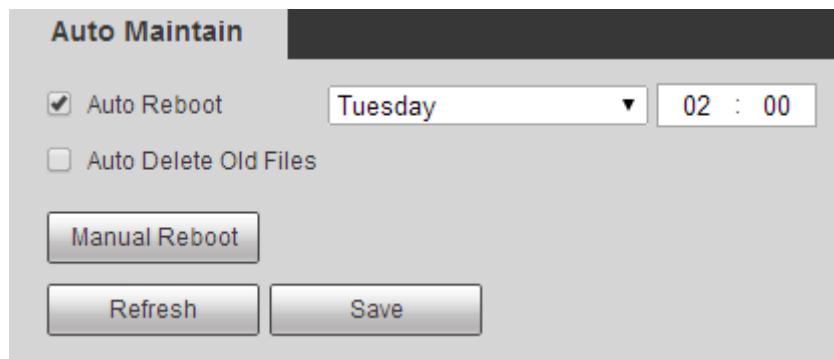 Auto Maintain
Auto Reboot Tuesday 02 : 00
Auto Delete Old Files
Manual Reboot
Refresh Save